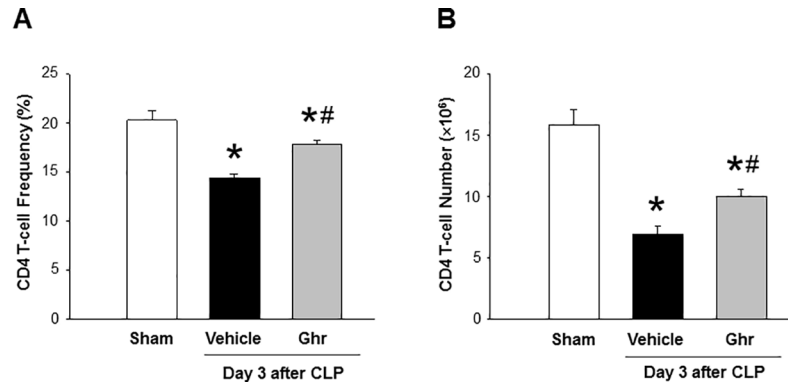 A
CD4 T-cell Frequency (%)
25
20
15
10
5
0
*
*#
Sham Vehicle Ghr
Day 3 after CLP
B
CD4 T-cell Number (×10⁶)
20
15
10
5
0
*
*#
Sham Vehicle Ghr
Day 3 after CLP